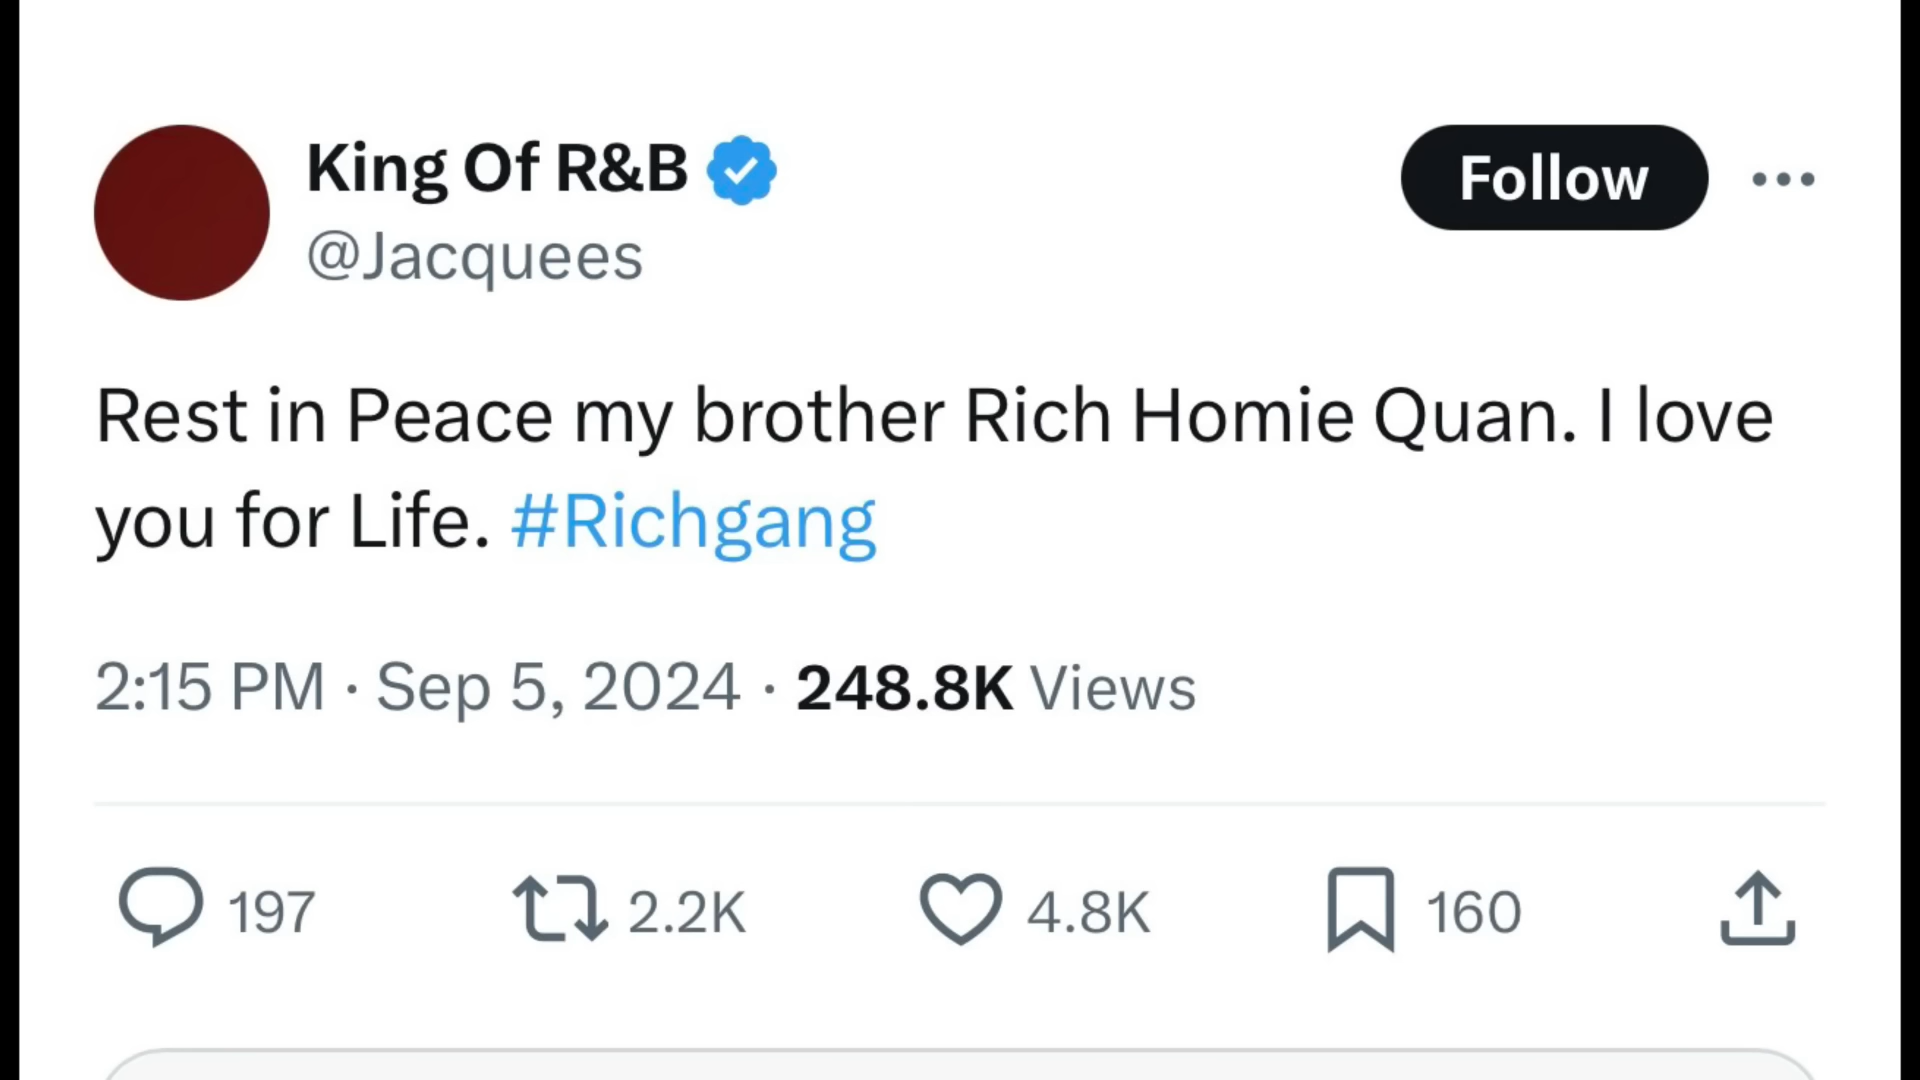 King Of R&B
Follow
@Jacquees
Rest in Peace my brother Rich Homie Quan. I love
you for Life. #Richgang
2:15 PM · Sep 5, 2024 · 248.8K Views
197 2.2K 4.8K 160